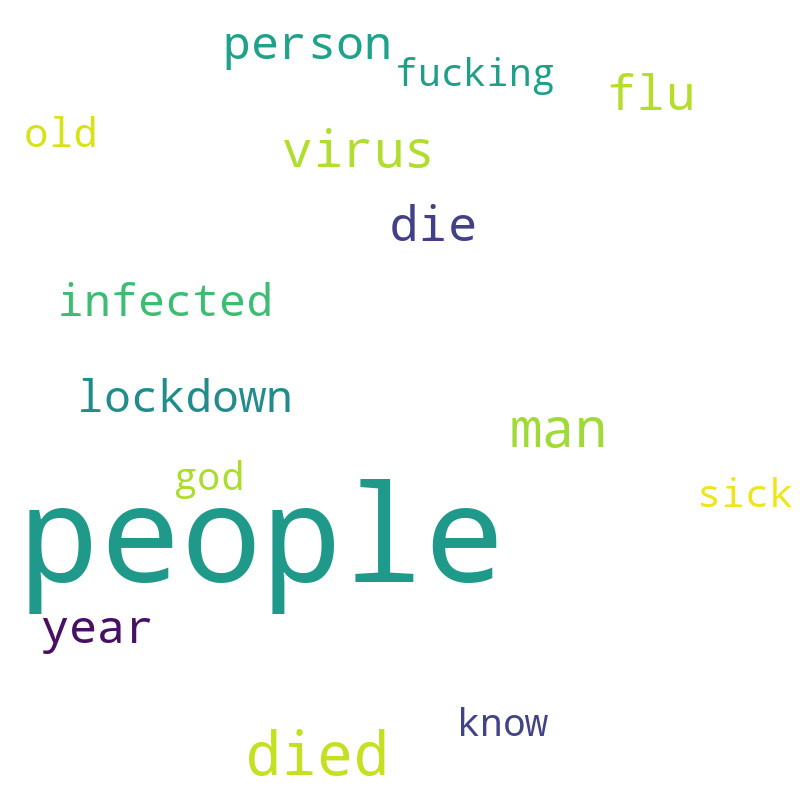 person
fucking
flu
old
virus
die
infected
lockdown
man
god
sick
people
year
know
died